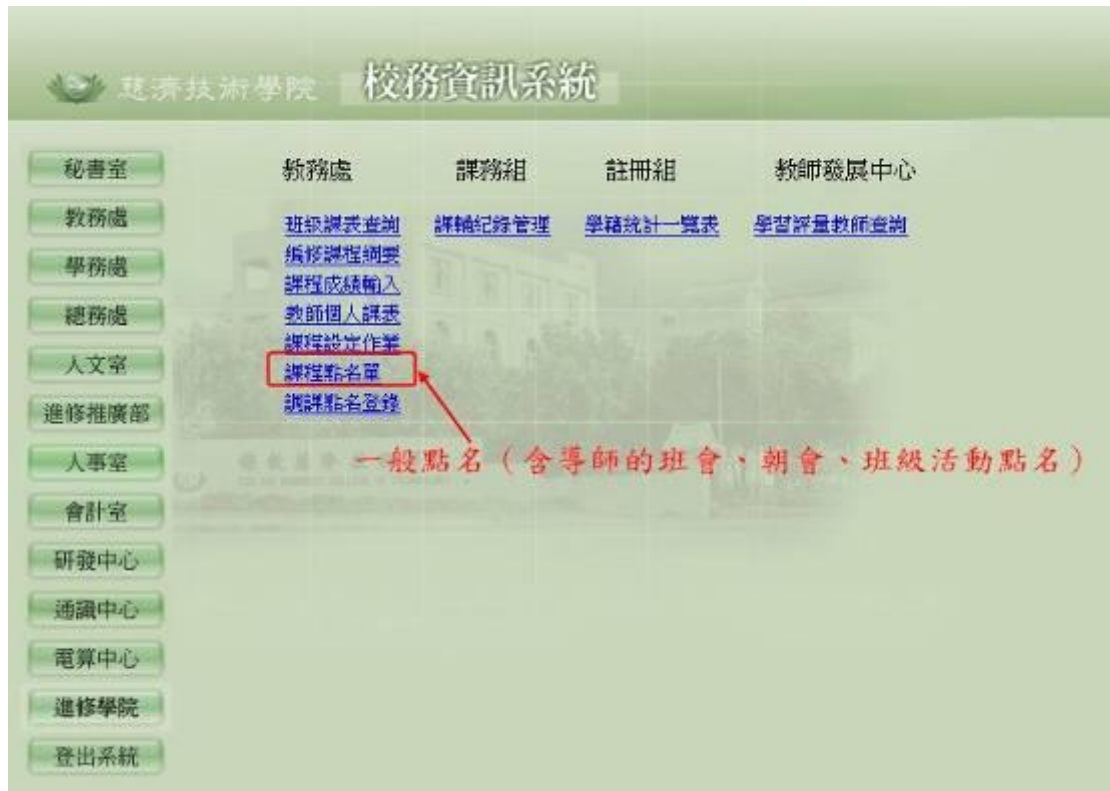 慈濟技術學院 校務資訊系統
秘書室
教務處
學務處
總務處
人文室
進修推廣部
人事室
會計室
研發中心
通識中心
電算中心
進修學院
登出系統
教務處 課務組 註冊組 教師發展中心
班級課表查詢 課輔紀錄管理 學籍統計一覽表 學習評量教師查詢
編修課程綱要
課程成績輸入
教師個人課表
課程設定作業
課程點名單
調課點名登錄
一般點名（含導師的班會、朝會、班級活動點名）